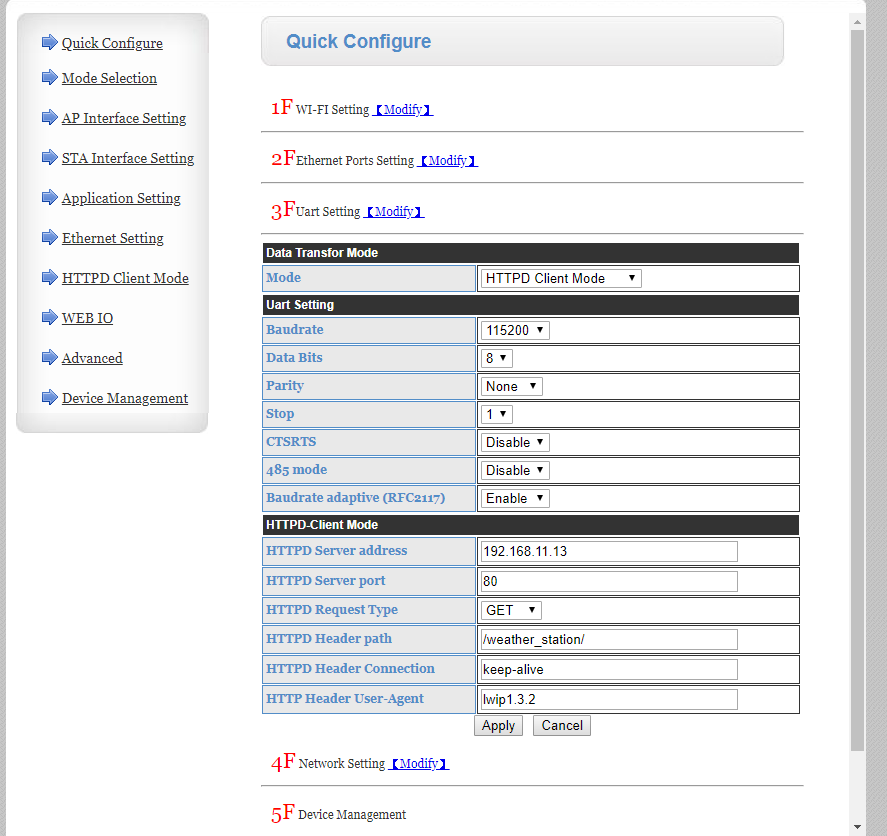 Quick Configure
Mode Selection
AP Interface Setting
STA Interface Setting
Application Setting
Ethernet Setting
HTTPD Client Mode
WEB IO
Advanced
Device Management
Quick Configure
1F WI-FI Setting 【Modify】
2F Ethernet Ports Setting 【Modify】
3F Uart Setting 【Modify】
Data Transfor Mode
Mode HTTPD Client Mode
Uart Setting
Baudrate 115200
Data Bits 8
Parity None
Stop 1
CTSRTS Disable
485 mode Disable
Baudrate adaptive (RFC2117) Enable
HTTPD-Client Mode
HTTPD Server address 192.168.11.13
HTTPD Server port 80
HTTPD Request Type GET
HTTPD Header path /weather_station/
HTTPD Header Connection keep-alive
HTTP Header User-Agent lwip1.3.2
Apply Cancel
4F Network Setting 【Modify】
5F Device Management